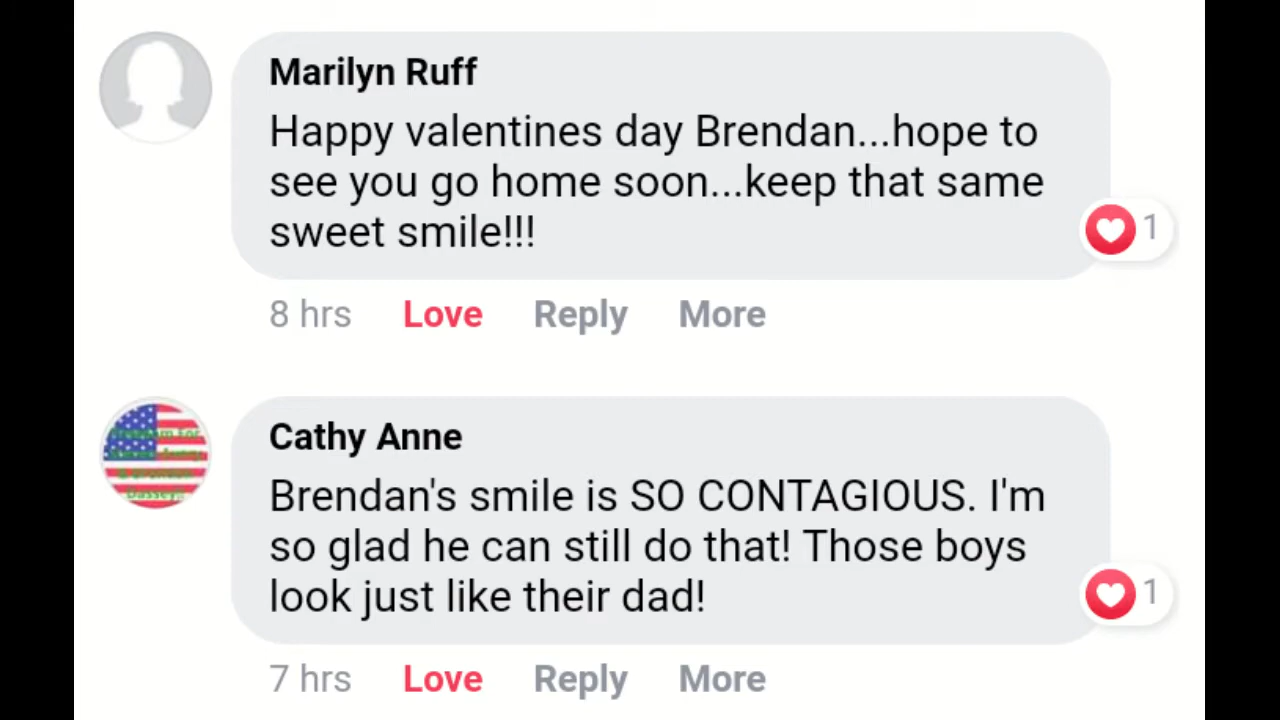 Marilyn Ruff
Happy valentines day Brendan...hope to
see you go home soon...keep that same
sweet smile!!!
1
8 hrs Love Reply More
Cathy Anne
Brendan's smile is SO CONTAGIOUS. I'm
so glad he can still do that! Those boys
look just like their dad!
1
7 hrs Love Reply More